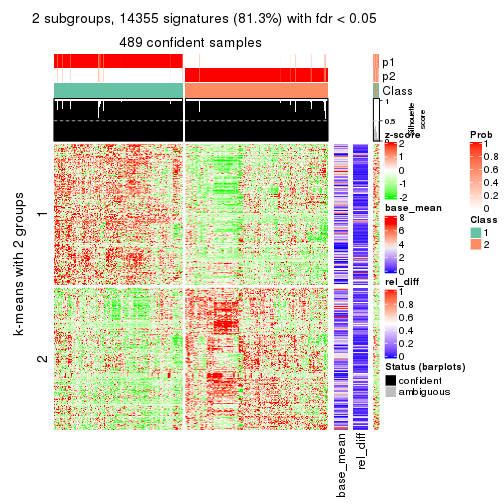 2 subgroups, 14355 signatures (81.3%) with fdr < 0.05
489 confident samples
p1
p2
Class
1
0.5
0
Silhouette
score
k-means with 2 groups
1
2
base_mean
rel_diff
z-score
2
1
0
-1
-2
base_mean
8
6
4
2
0
rel_diff
1
0.8
0.6
0.4
0.2
0
Status (barplots)
confident
ambiguous
Prob
1
0.8
0.6
0.4
0.2
0
Class
1
2